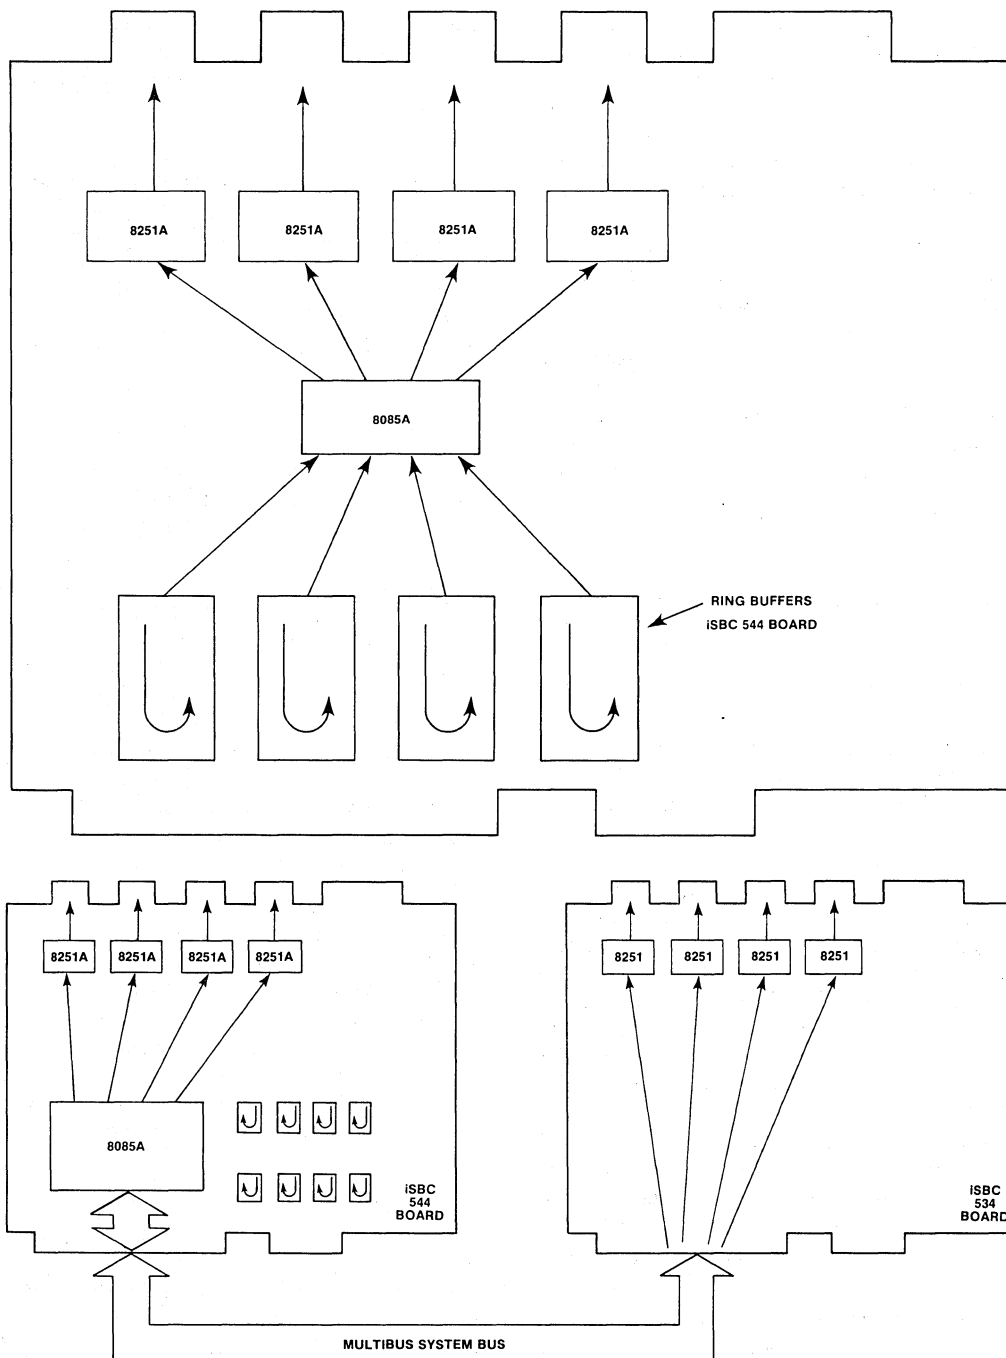 8251A
8251A
8251A
8251A
8085A
RING BUFFERS
iSBC 544 BOARD
8251A
8251A
8251A
8251A
8085A
iSBC
544
BOARD
8251
8251
8251
8251
iSBC
534
BOARD
MULTIBUS SYSTEM BUS